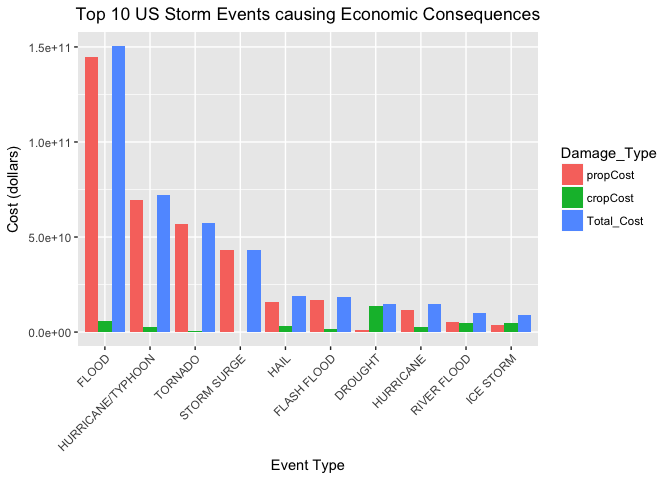 Top 10 US Storm Events causing Economic Consequences
Cost (dollars)
1.5e+11
1.0e+11
5.0e+10
0.0e+00
FLOOD
HURRICANE/TYPHOON
TORNADO
STORM SURGE
HAIL
FLASH FLOOD
DROUGHT
HURRICANE
RIVER FLOOD
ICE STORM
Event Type
Damage_Type
propCost
cropCost
Total_Cost